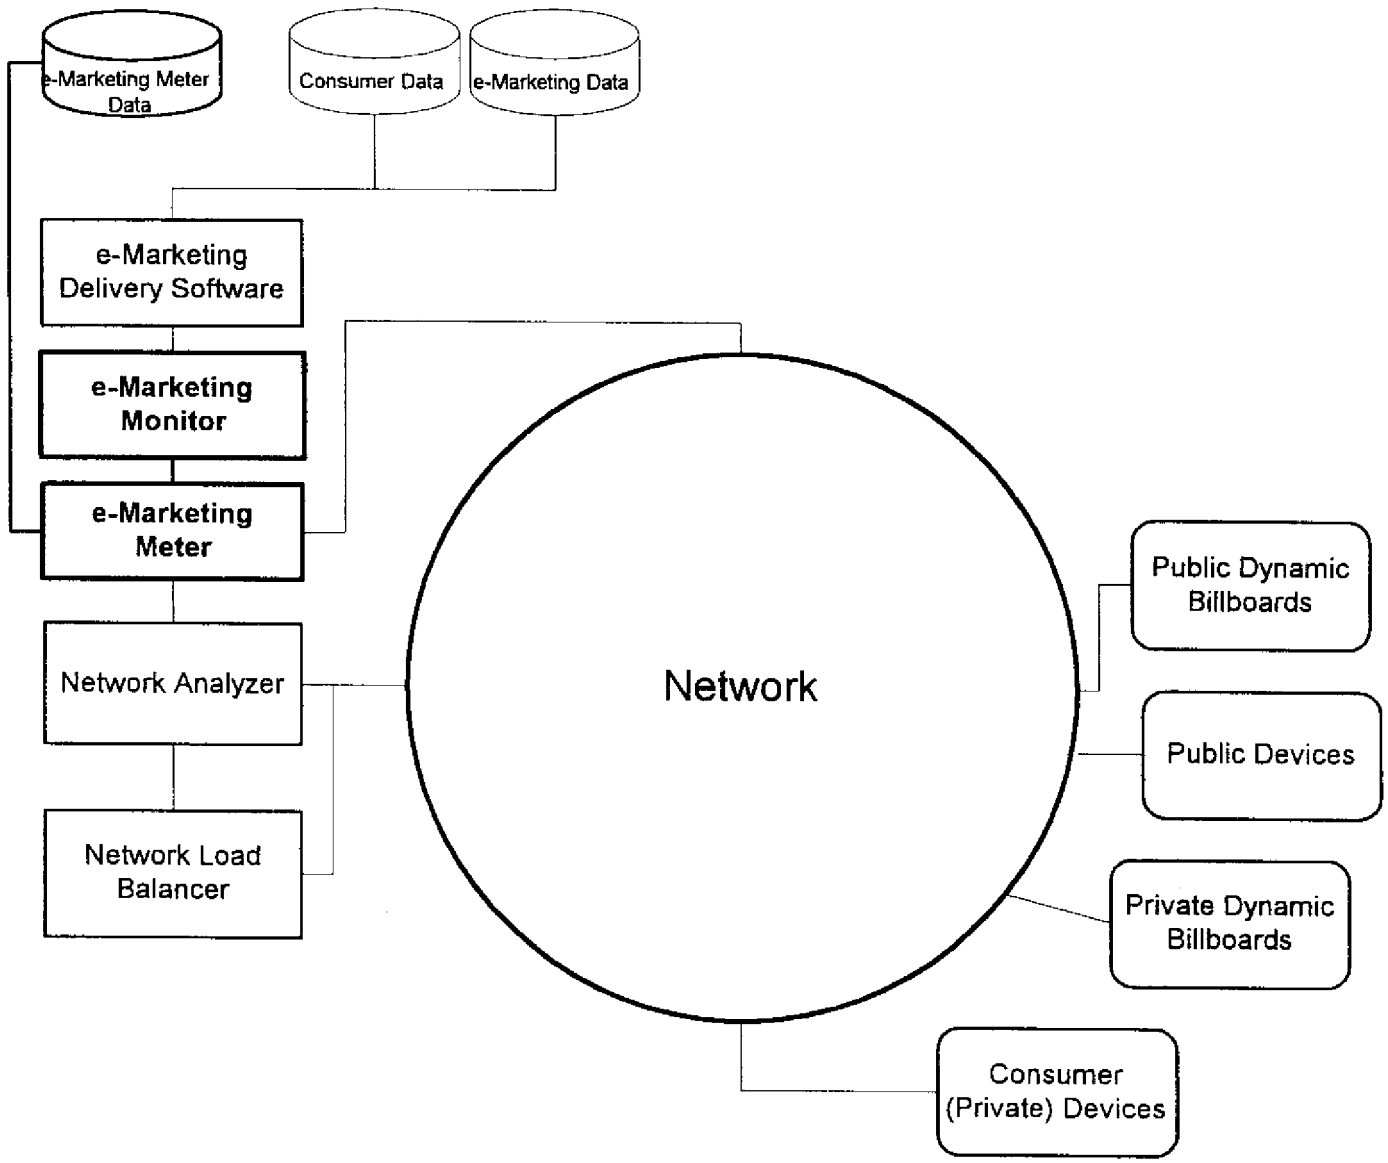 e-Marketing Meter
Data
Consumer Data
e-Marketing Data
e-Marketing
Delivery Software
e-Marketing
Monitor
e-Marketing
Meter
Network Analyzer
Network Load
Balancer
Network
Public Dynamic
Billboards
Public Devices
Private Dynamic
Billboards
Consumer
(Private) Devices